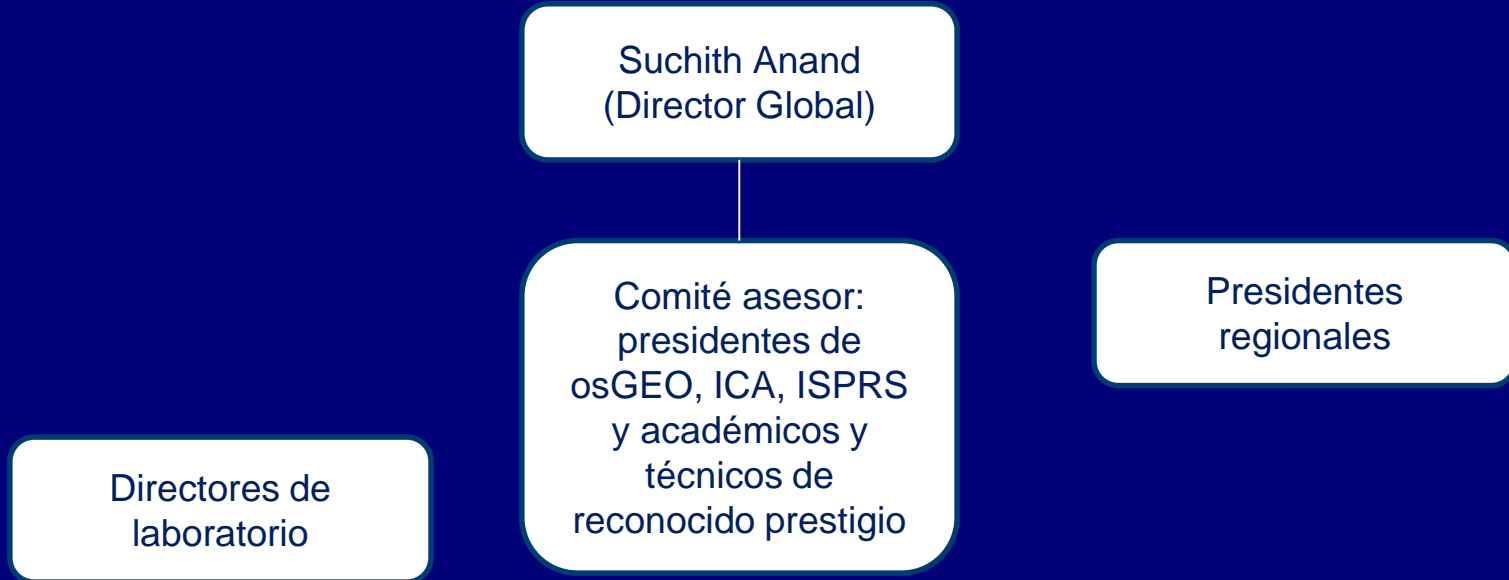 Suchith Anand
(Director Global)
Comité asesor:
presidentes de
osGEO, ICA, ISPRS
y académicos y
técnicos de
reconocido prestigio
Presidentes
regionales
Directores de
laboratorio